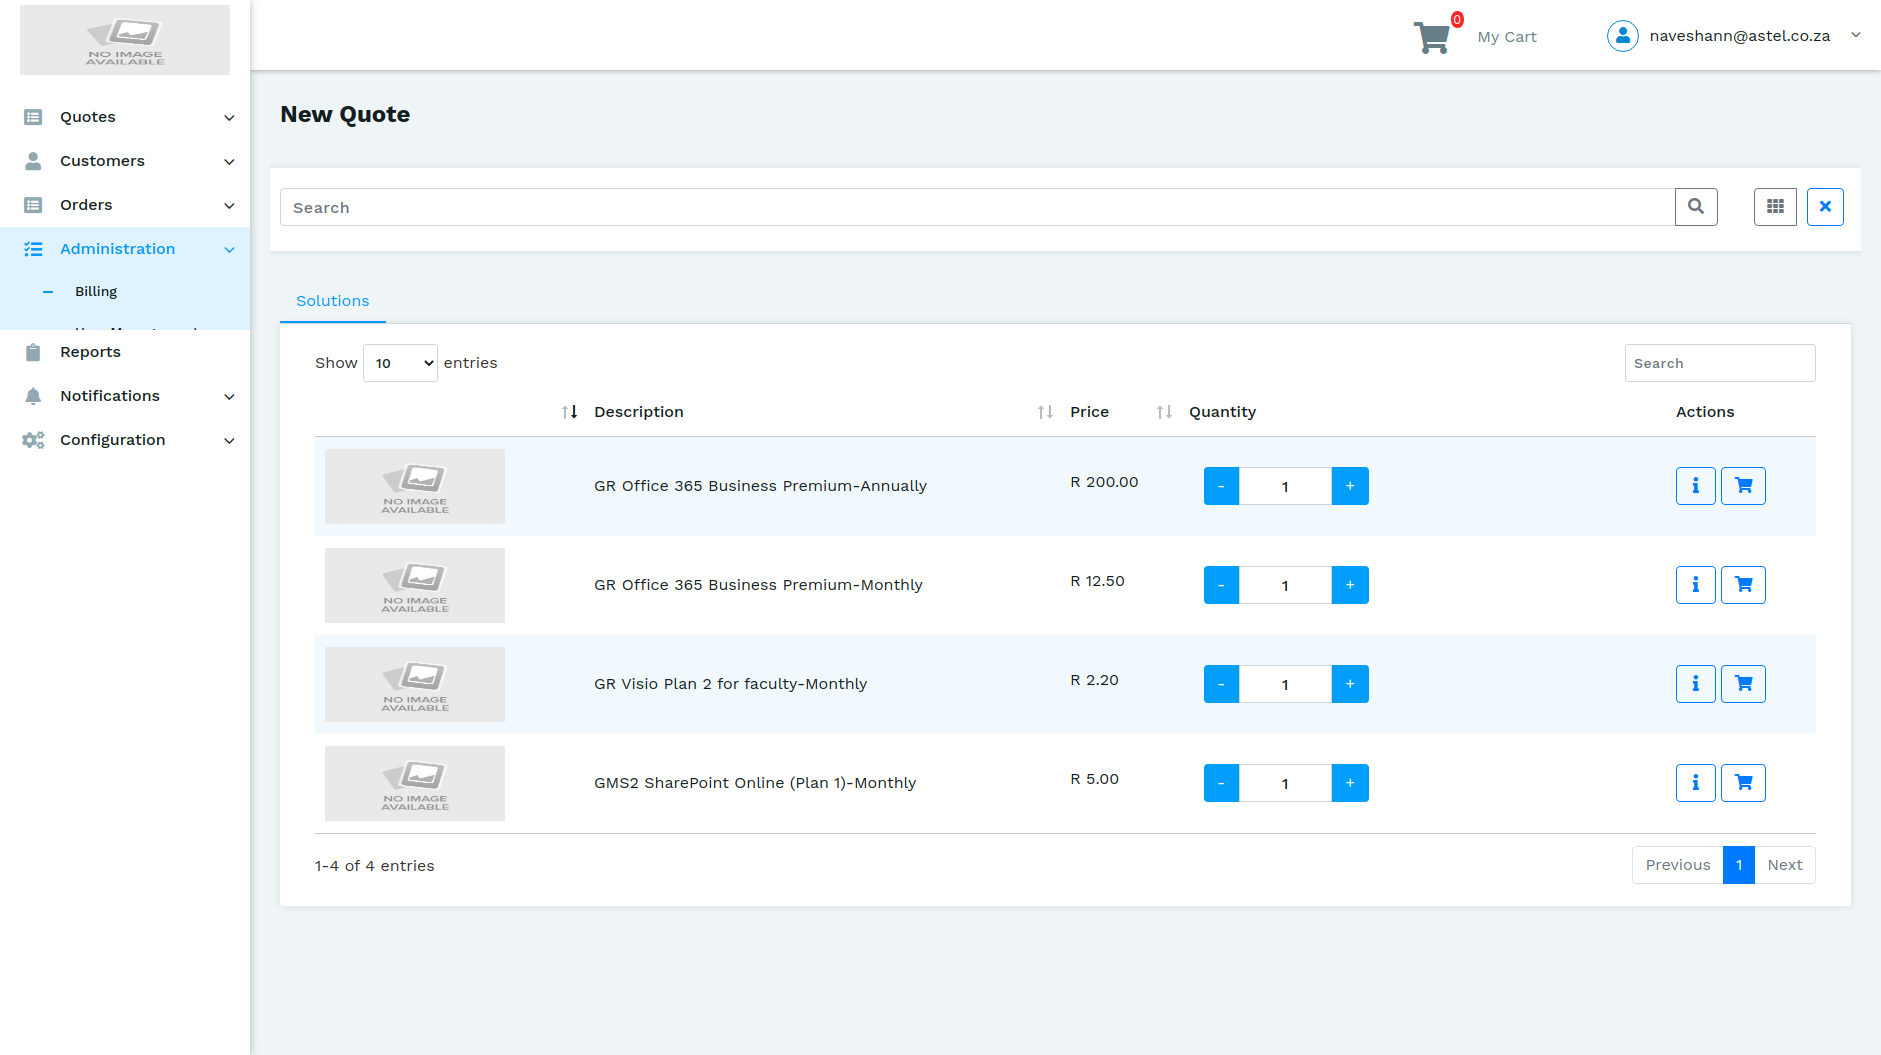 NO IMAGE
AVAILABLE
0
My Cart
naveshann@astel.co.za
Quotes
Customers
Orders
Administration
Billing
Reports
Notifications
Configuration
New Quote
Search
Solutions
Show 10 entries
Search
Description Price Quantity Actions
NO IMAGE
AVAILABLE
GR Office 365 Business Premium-Annually R 200.00 - 1 +
NO IMAGE
AVAILABLE
GR Office 365 Business Premium-Monthly R 12.50 - 1 +
NO IMAGE
AVAILABLE
GR Visio Plan 2 for faculty-Monthly R 2.20 - 1 +
NO IMAGE
AVAILABLE
GMS2 SharePoint Online (Plan 1)-Monthly R 5.00 - 1 +
1-4 of 4 entries
Previous 1 Next